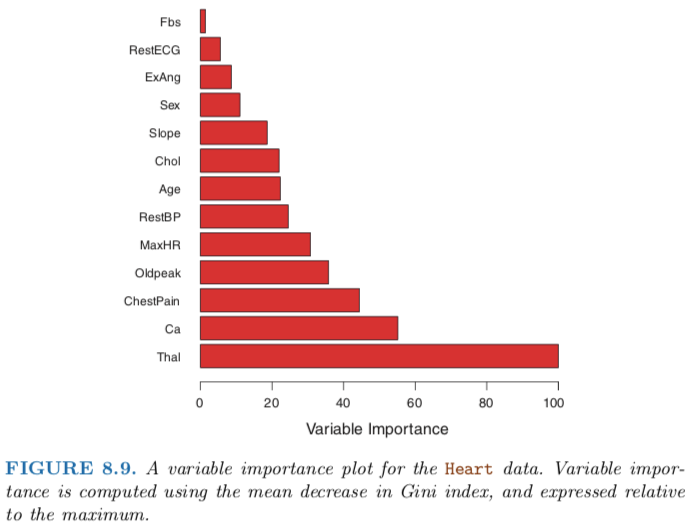 Fbs
RestECG
ExAng
Sex
Slope
Chol
Age
RestBP
MaxHR
Oldpeak
ChestPain
Ca
Thal
0 20 40 60 80 100
Variable Importance
FIGURE 8.9. A variable importance plot for the Heart data. Variable impor-
tance is computed using the mean decrease in Gini index, and expressed relative
to the maximum.